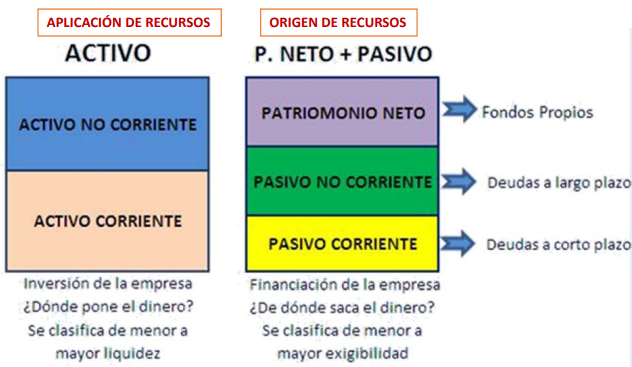 APLICACIÓN DE RECURSOS
ORIGEN DE RECURSOS
ACTIVO
P. NETO + PASIVO
ACTIVO NO CORRIENTE
ACTIVO CORRIENTE
PATRIOMONIO NETO
Fondos Propios
PASIVO NO CORRIENTE
Deudas a largo plazo
PASIVO CORRIENTE
Deudas a corto plazo
Inversión de la empresa
¿Dónde pone el dinero?
Se clasifica de menor a
mayor liquidez
Financiación de la empresa
¿De dónde saca el dinero?
Se clasifica de menor a
mayor exigibilidad